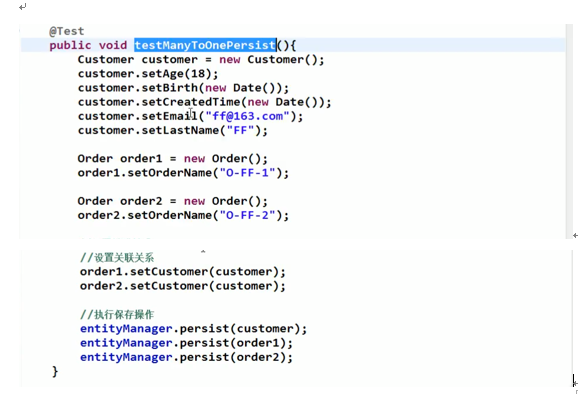 @Test
public void testManyToOnePersist(){
Customer customer = new Customer();
customer.setAge(18);
customer.setBirth(new Date());
customer.setCreatedTime(new Date());
customer.setEmail("ff@163.com");
customer.setLastName("FF");
Order order1 = new Order();
order1.setOrderName("O-FF-1");
Order order2 = new Order();
order2.setOrderName("O-FF-2");
//设置关联关系
order1.setCustomer(customer);
order2.setCustomer(customer);
//执行保存操作
entityManager.persist(customer);
entityManager.persist(order1);
entityManager.persist(order2);
}